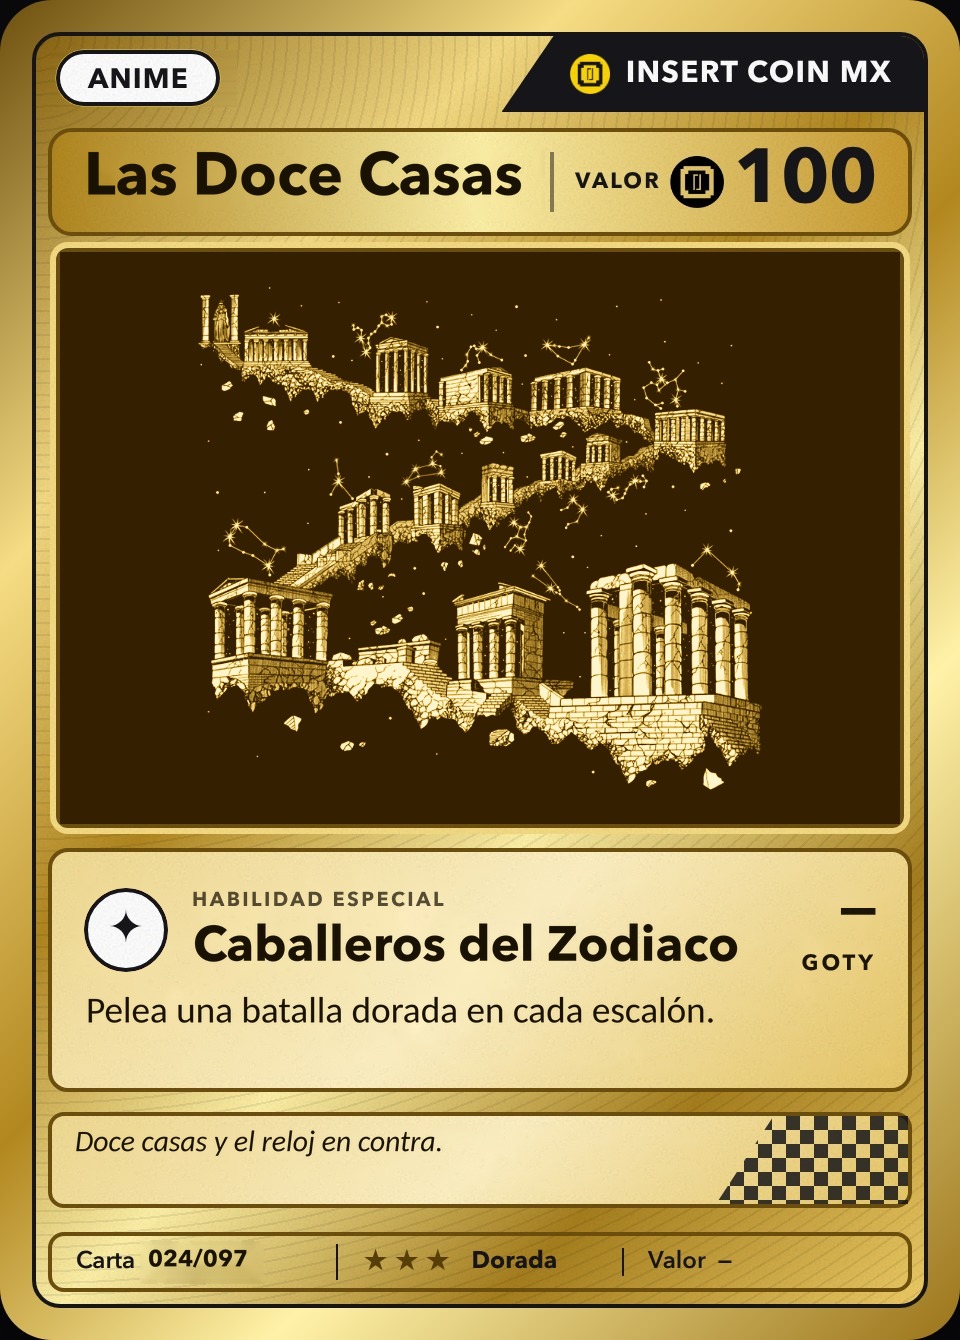 ANIME
INSERT COIN MX
Las Doce Casas
VALOR 100
HABILIDAD ESPECIAL
Caballeros del Zodiaco
–
GOTY
Pelea una batalla dorada en cada escalón.
Doce casas y el reloj en contra.
Carta 024/097
★★★ Dorada
Valor –